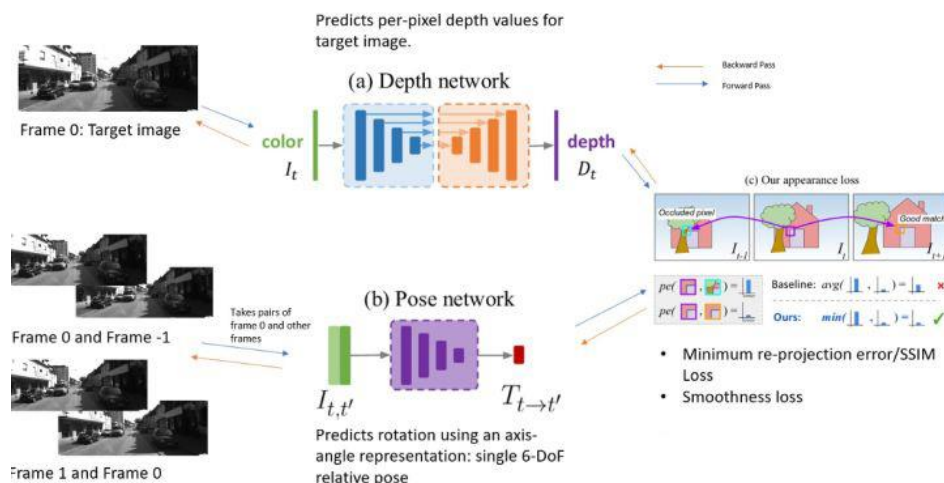 Predicts per-pixel depth values for
target image.
Backward Pass
Forward Pass
(a) Depth network
Frame 0: Target image
color
I_t
depth
D_t
(c) Our appearance loss
Occluded pixel
Good match
I_{t-1}
I_t
I_{t+1}
pe( , ) =
Baseline: avg( , ) = ×
pe( , ) =
Ours: min( , ) = ✓
(b) Pose network
Takes pairs of
frame 0 and other
frames
Frame 0 and Frame -1
I_{t,t'}
T_{t→t'}
• Minimum re-projection error/SSIM
Loss
• Smoothness loss
Predicts rotation using an axis-
angle representation: single 6-DoF
relative pose
Frame 1 and Frame 0